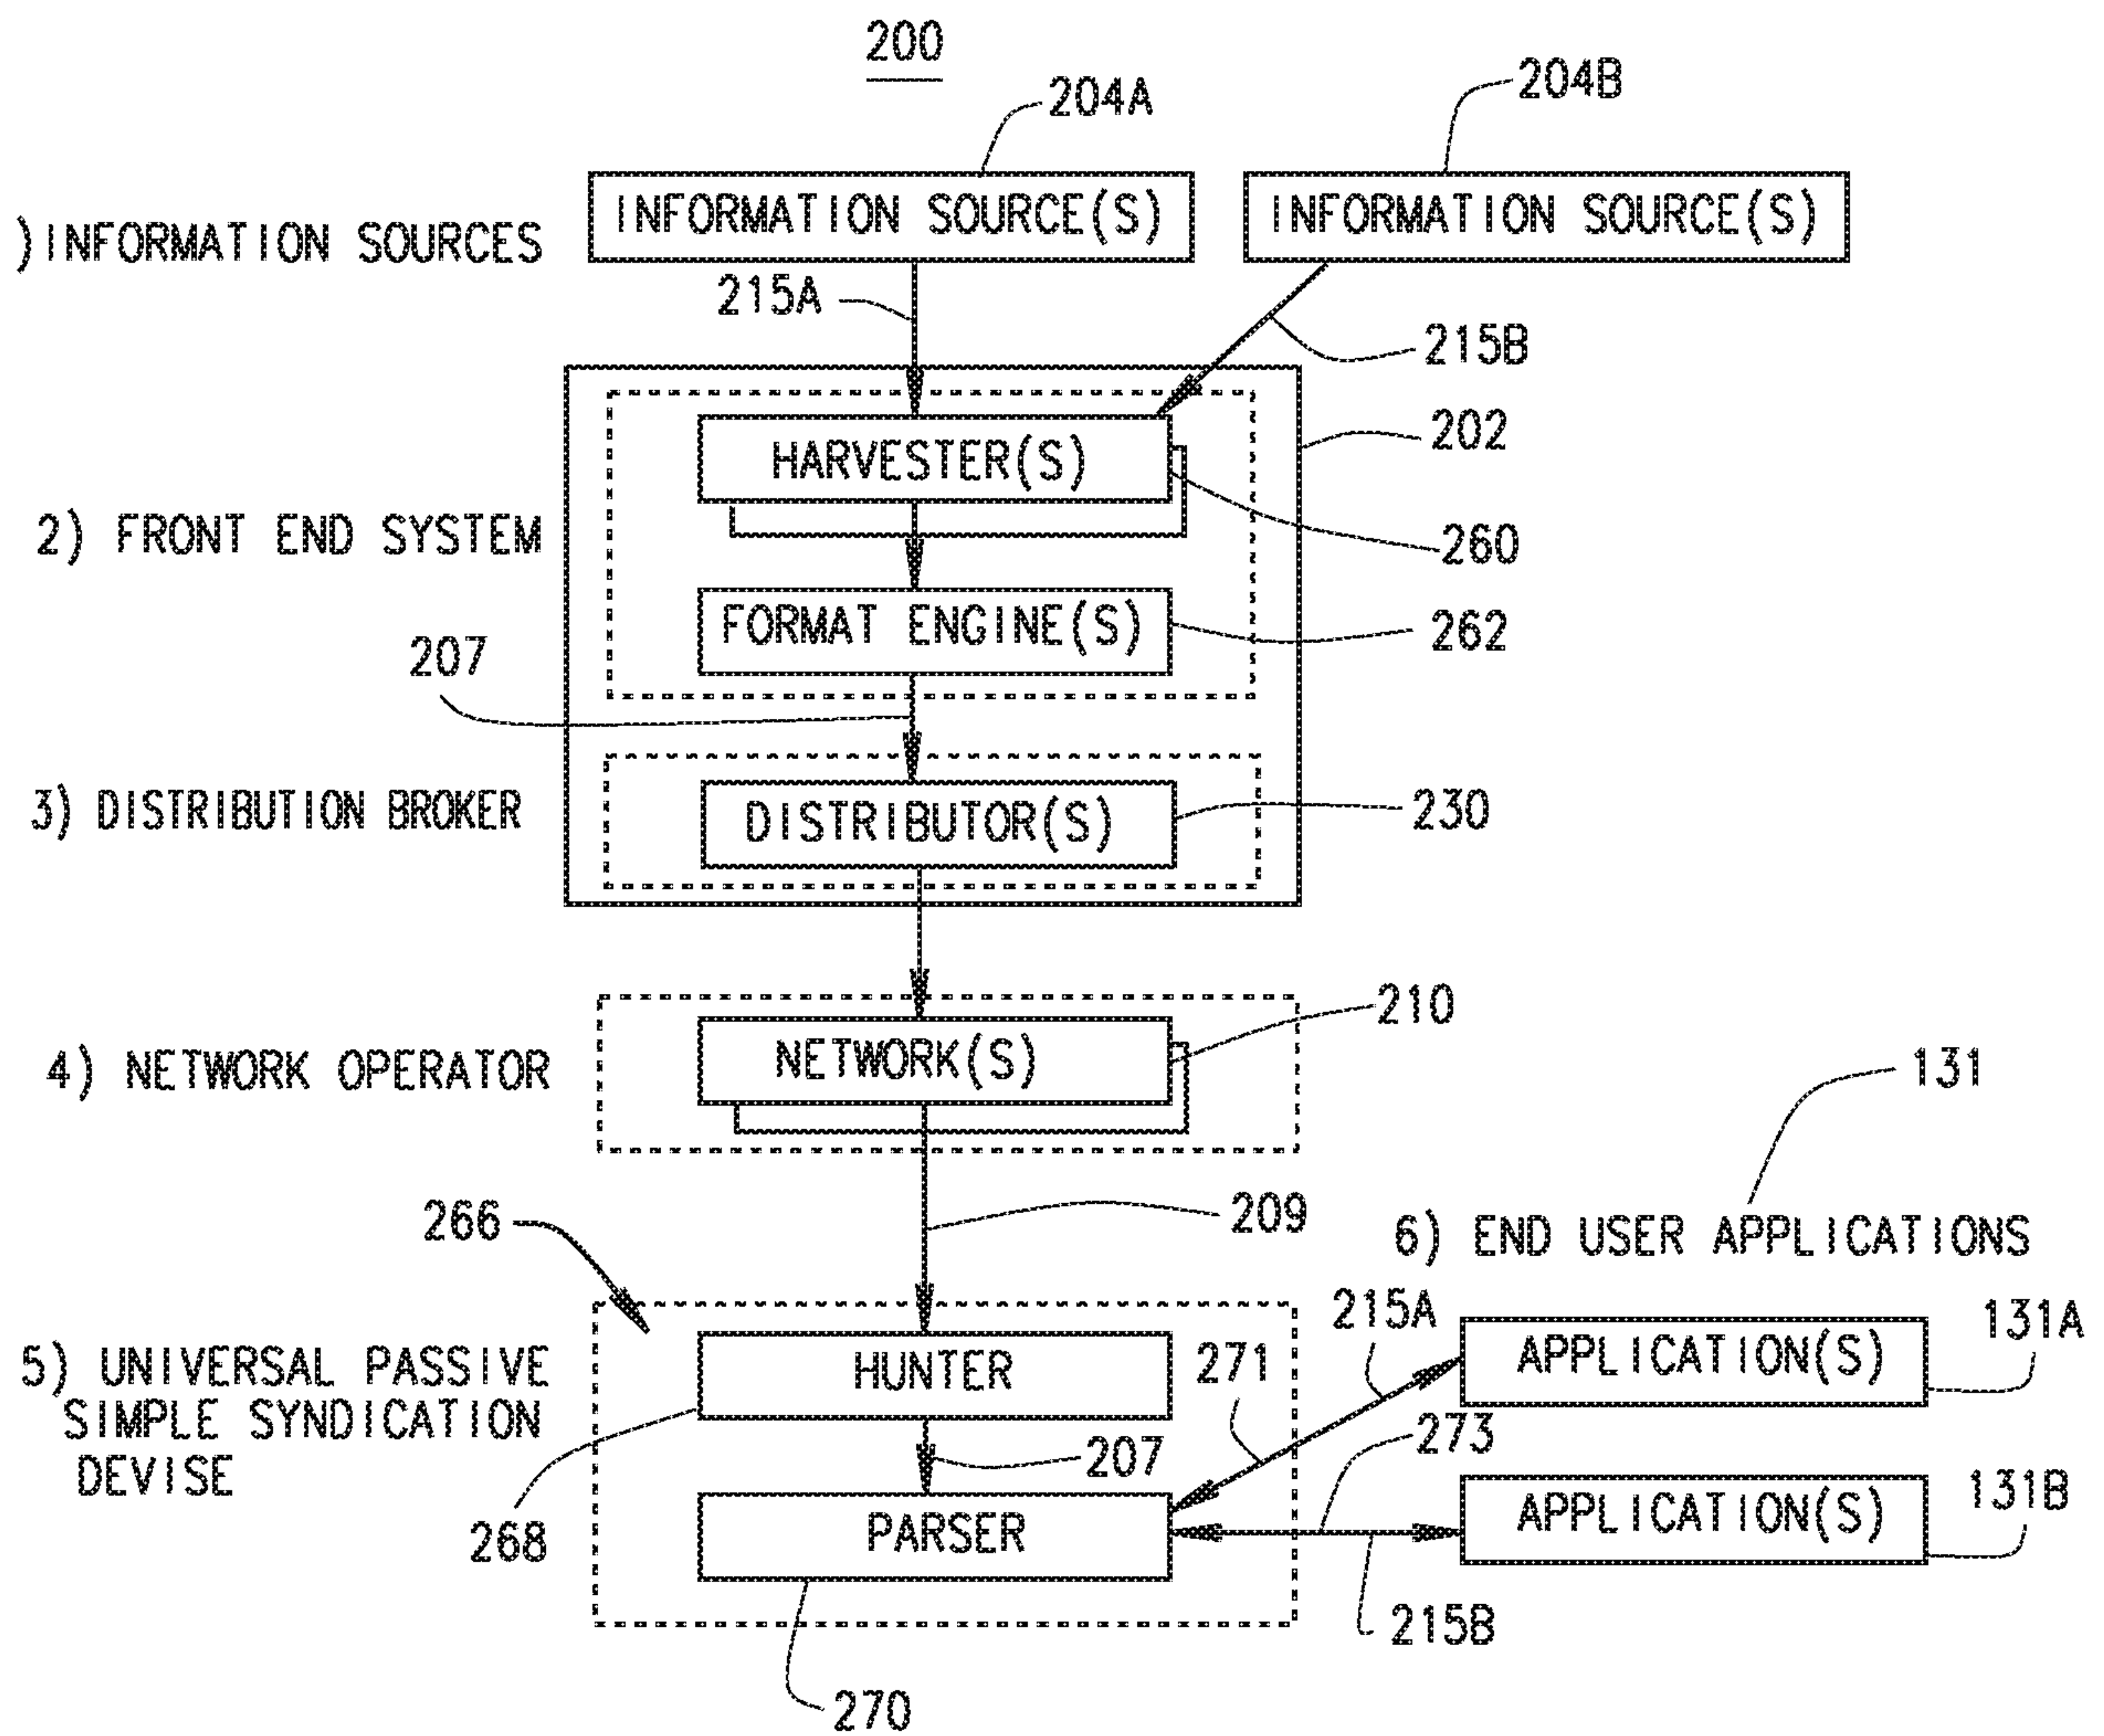 200
204A
204B
)INFORMATION SOURCES
INFORMATION SOURCE(S)
INFORMATION SOURCE(S)
215A
215B
202
HARVESTER(S)
2) FRONT END SYSTEM
260
FORMAT ENGINE(S)
262
207
3) DISTRIBUTION BROKER
DISTRIBUTOR(S)
230
210
4) NETWORK OPERATOR
NETWORK(S)
131
266
209
6) END USER APPLICATIONS
5) UNIVERSAL PASSIVE
SIMPLE SYNDICATION
DEVISE
HUNTER
271
215A
APPLICATION(S)
131A
273
207
268
PARSER
APPLICATION(S)
131B
215B
270